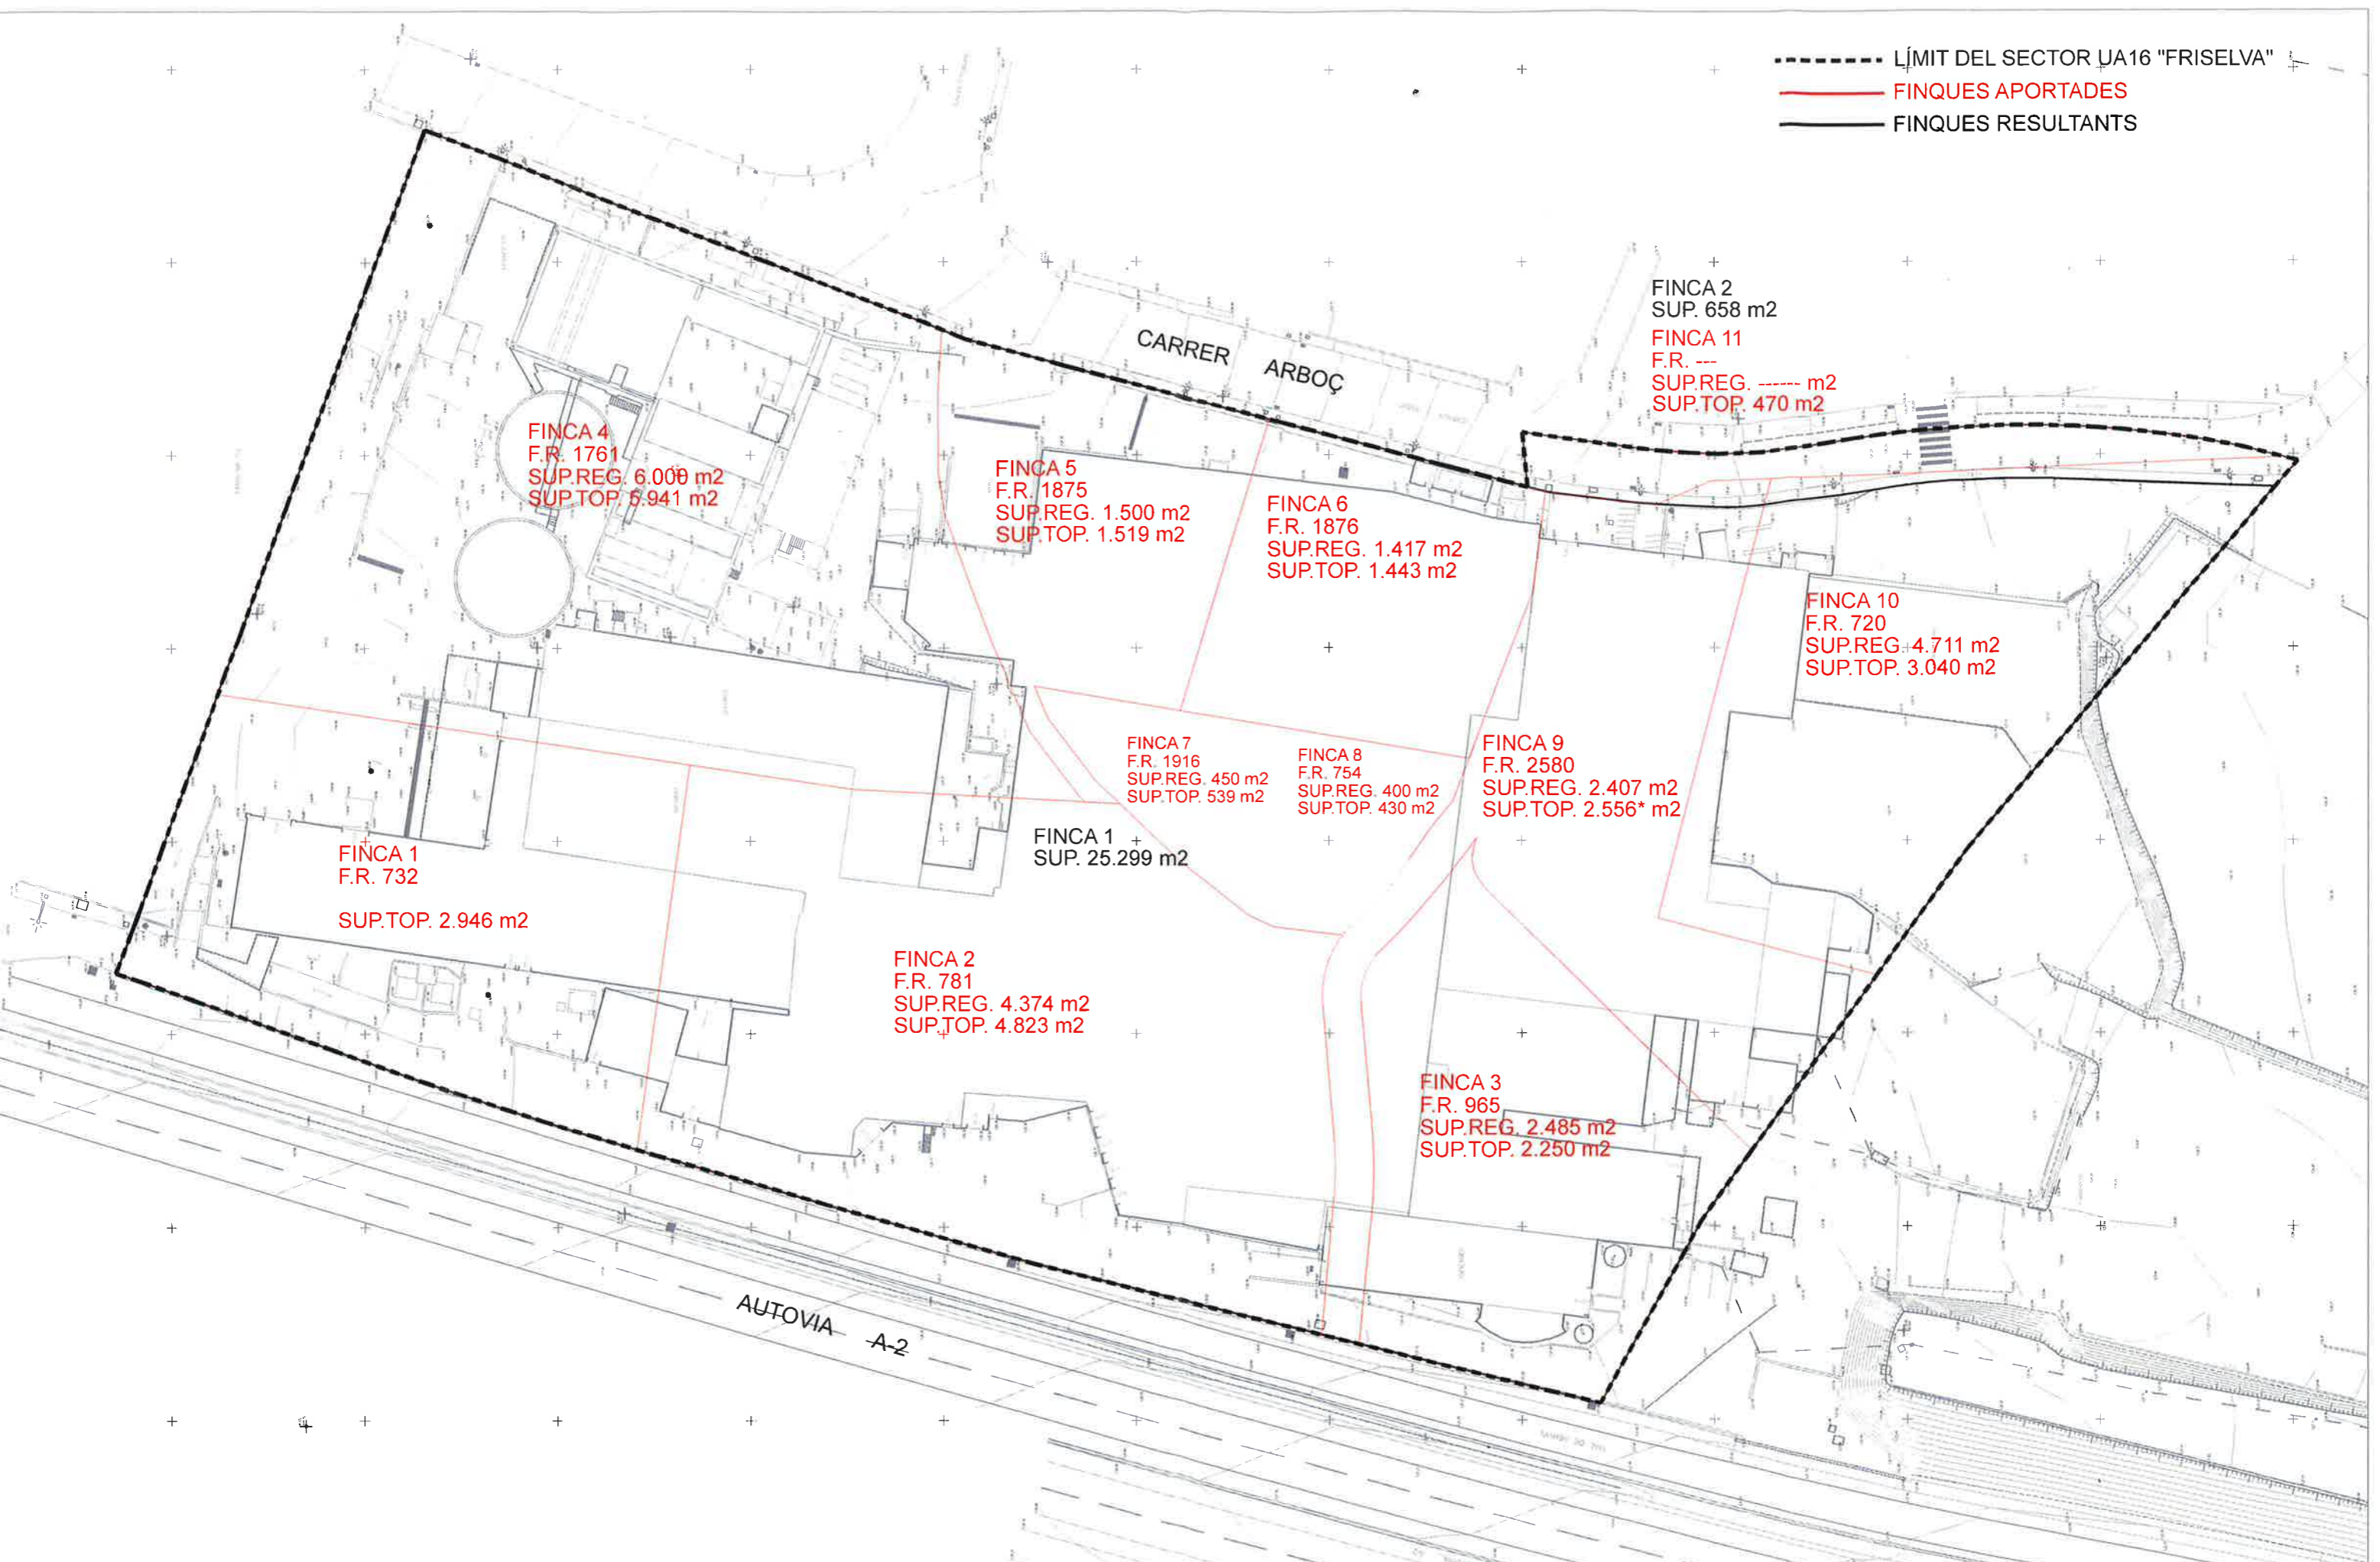 LÍMIT DEL SECTOR UA16 "FRISELVA"
FINQUES APORTADES
FINQUES RESULTANTS
FINCA 2
SUP. 658 m2
FINCA 11
F.R. ---
SUP.REG. ------ m2
SUP.TOP. 470 m2
CARRER ARBOÇ
FINCA 4
F.R. 1761
SUP.REG. 6.000 m2
SUP.TOP. 5.941 m2
FINCA 5
F.R. 1875
SUP.REG. 1.500 m2
SUP.TOP. 1.519 m2
FINCA 6
F.R. 1876
SUP.REG. 1.417 m2
SUP.TOP. 1.443 m2
FINCA 10
F.R. 720
SUP.REG. 4.711 m2
SUP.TOP. 3.040 m2
FINCA 7
F.R. 1916
SUP.REG. 450 m2
SUP.TOP. 539 m2
FINCA 8
F.R. 754
SUP.REG. 400 m2
SUP.TOP. 430 m2
FINCA 9
F.R. 2580
SUP.REG. 2.407 m2
SUP.TOP. 2.556* m2
FINCA 1
SUP. 25.299 m2
FINCA 1
F.R. 732
SUP.TOP. 2.946 m2
FINCA 2
F.R. 781
SUP.REG. 4.374 m2
SUP.TOP. 4.823 m2
FINCA 3
F.R. 965
SUP.REG. 2.485 m2
SUP.TOP. 2.250 m2
AUTOVIA A-2